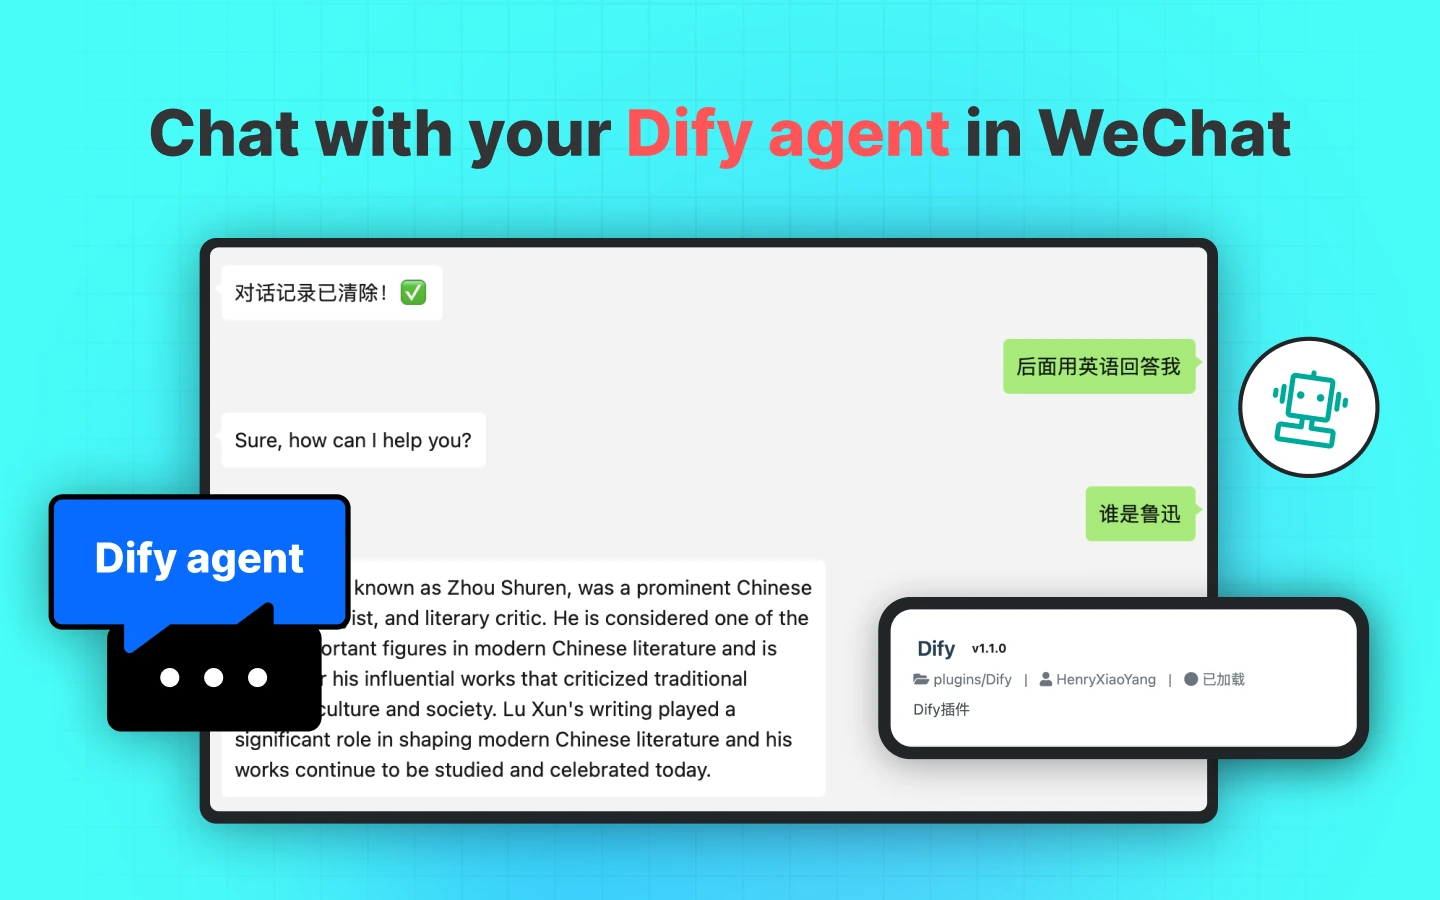 Chat with your Dify agent in WeChat
对话记录已清除！
后面用英语回答我
Sure, how can I help you?
谁是鲁迅
Dify agent
known as Zhou Shuren, was a prominent Chinese
ist, and literary critic. He is considered one of the
ortant figures in modern Chinese literature and is
r his influential works that criticized traditional
culture and society. Lu Xun's writing played a
significant role in shaping modern Chinese literature and his
works continue to be studied and celebrated today.
Dify v1.1.0
plugins/Dify | HenryXiaoYang | 已加载
Dify插件